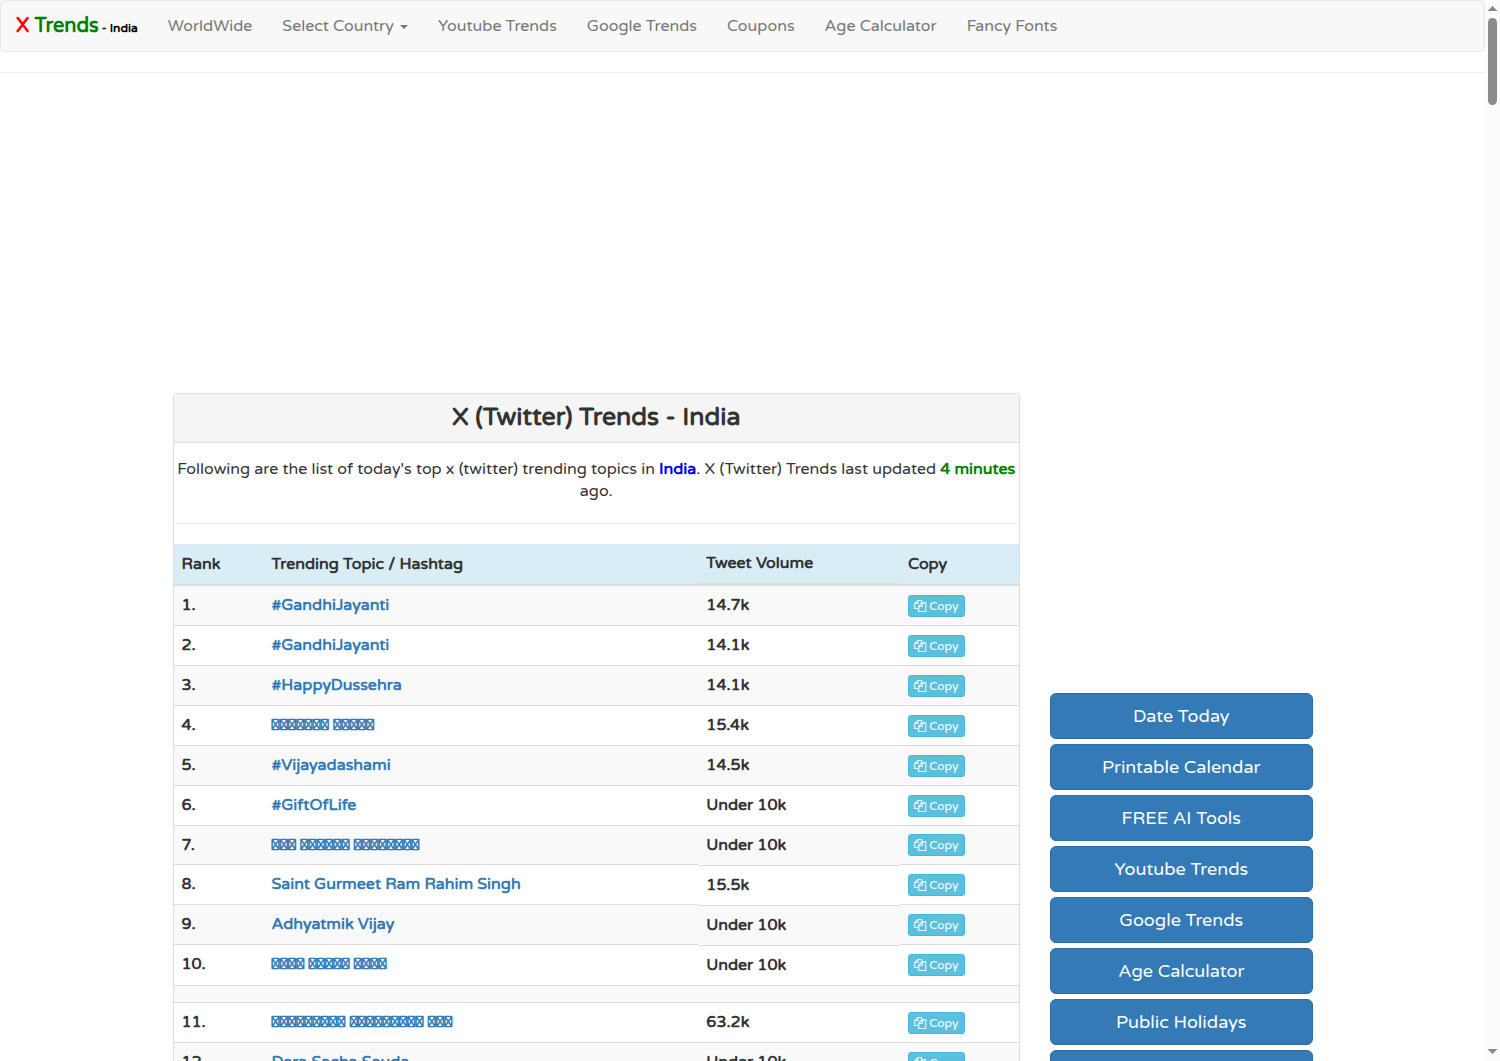 X Trends - India
WorldWide
Select Country
Youtube Trends
Google Trends
Coupons
Age Calculator
Fancy Fonts
X (Twitter) Trends - India
Following are the list of today's top x (twitter) trending topics in India. X (Twitter) Trends last updated 4 minutes
ago.
Rank Trending Topic / Hashtag Tweet Volume Copy
1. #GandhiJayanti 14.7k Copy
2. #GandhiJayanti 14.1k Copy
3. #HappyDussehra 14.1k Copy
4. 15.4k Copy
5. #Vijayadashami 14.5k Copy
6. #GiftOfLife Under 10k Copy
7. Under 10k Copy
8. Saint Gurmeet Ram Rahim Singh 15.5k Copy
9. Adhyatmik Vijay Under 10k Copy
10. Under 10k Copy
11. 63.2k Copy
12. Dera Sacha Sauda Under 10k Copy
Date Today
Printable Calendar
FREE AI Tools
Youtube Trends
Google Trends
Age Calculator
Public Holidays